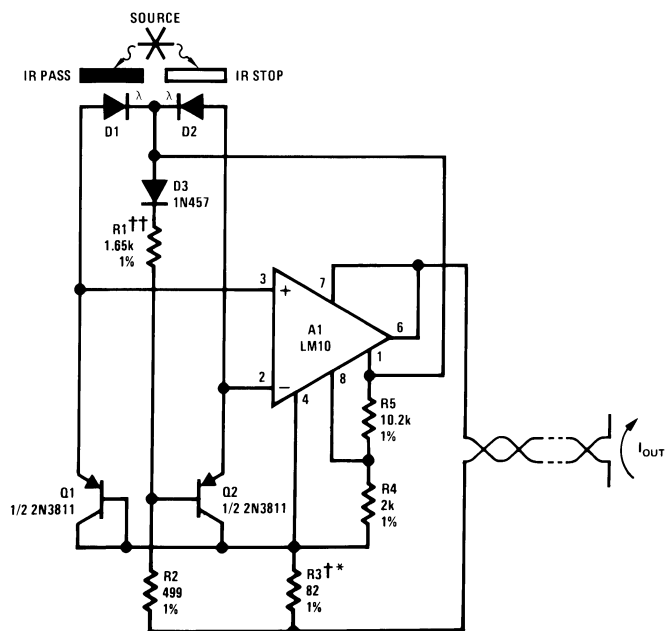 SOURCE
IR PASS
IR STOP
λ
λ
D1
D2
D3
1N457
R1††
1.65k
1%
3
+
7
A1
LM10
6
1
2
−
8
4
R5
10.2k
1%
IOUT
Q1
1/2 2N3811
Q2
1/2 2N3811
R4
2k
1%
R2
499
1%
R3†*
82
1%